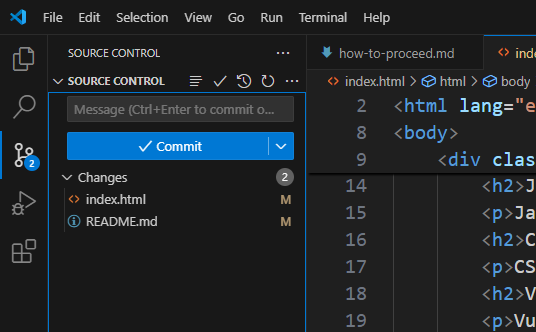 File Edit Selection View Go Run Terminal Help
SOURCE CONTROL
SOURCE CONTROL
Message (Ctrl+Enter to commit o...
Commit
Changes 2
index.html M
README.md M
2
how-to-proceed.md
index.html > html > body
2 <html lang="e
8 <body>
9 <div clas
14 <h2>J
15 <p>Ja
16 <h2>C
17 <p>CS
18 <h2>V
19 <p>Vu